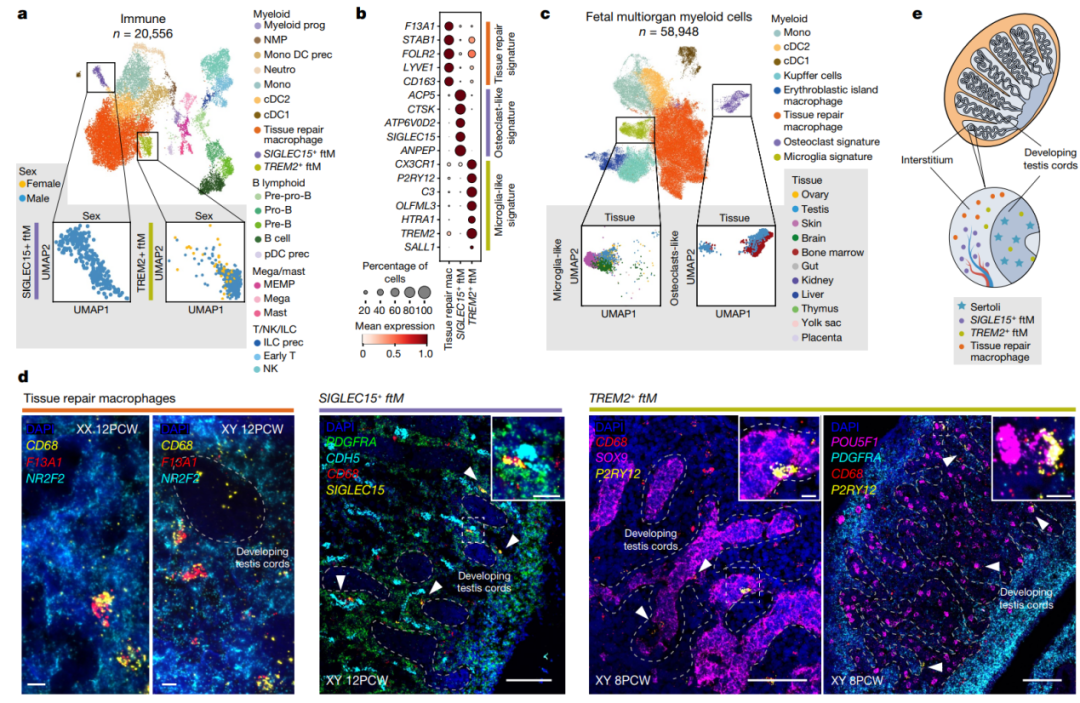 a
Immune
n = 20,556
Myeloid
Myeloid prog
NMP
Mono DC prec
Neutro
Mono
cDC2
cDC1
Tissue repair
macrophage
SIGLEC15+ ftM
TREM2+ ftM
B lymphoid
Pre-pro-B
Pro-B
Pre-B
B cell
pDC prec
Mega/mast
MEMP
Mega
Mast
T/NK/ILC
ILC prec
Early T
NK
Sex
Female
Male
Sex
SIGLEC15+ ftM
UMAP2
UMAP1
Sex
TREM2+ ftM
UMAP2
UMAP1
b
F13A1
STAB1
FOLR2
LYVE1
CD163
ACP5
CTSK
ATP6V0D2
SIGLEC15
ANPEP
CX3CR1
P2RY12
C3
OLFML3
HTRA1
TREM2
SALL1
Tissue repair
signature
Osteoclast-like
signature
Microglia-like
signature
Percentage of
cells
20 40 60 80 100
Mean expression
0 0.5 1.0
Tissue repair mac
SIGLEC15+ ftM
TREM2+ ftM
c
Fetal multiorgan myeloid cells
n = 58,948
Myeloid
Mono
cDC2
cDC1
Kupffer cells
Erythroblastic island
macrophage
Tissue repair
macrophage
Osteoclast signature
Microglia signature
Tissue
Ovary
Testis
Skin
Brain
Bone marrow
Gut
Kidney
Liver
Thymus
Yolk sac
Placenta
Tissue
Microglia-like
UMAP2
UMAP1
Tissue
Osteoclasts-like
UMAP2
UMAP1
e
Interstitium
Developing
testis cords
Sertoli
SIGLE15+ ftM
TREM2+ ftM
Tissue repair
macrophage
d
Tissue repair macrophages
DAPI
CD68
F13A1
NR2F2
XX 12PCW
DAPI
CD68
F13A1
NR2F2
XY 12PCW
Developing
testis cords
SIGLEC15+ ftM
DAPI
PDGFRA
CDH5
CD68
SIGLEC15
Developing
testis cords
XY 12PCW
TREM2+ ftM
DAPI
CD68
SOX9
P2RY12
Developing
testis cords
XY 8PCW
DAPI
POU5F1
PDGFRA
CD68
P2RY12
Developing
testis cords
XY 8PCW